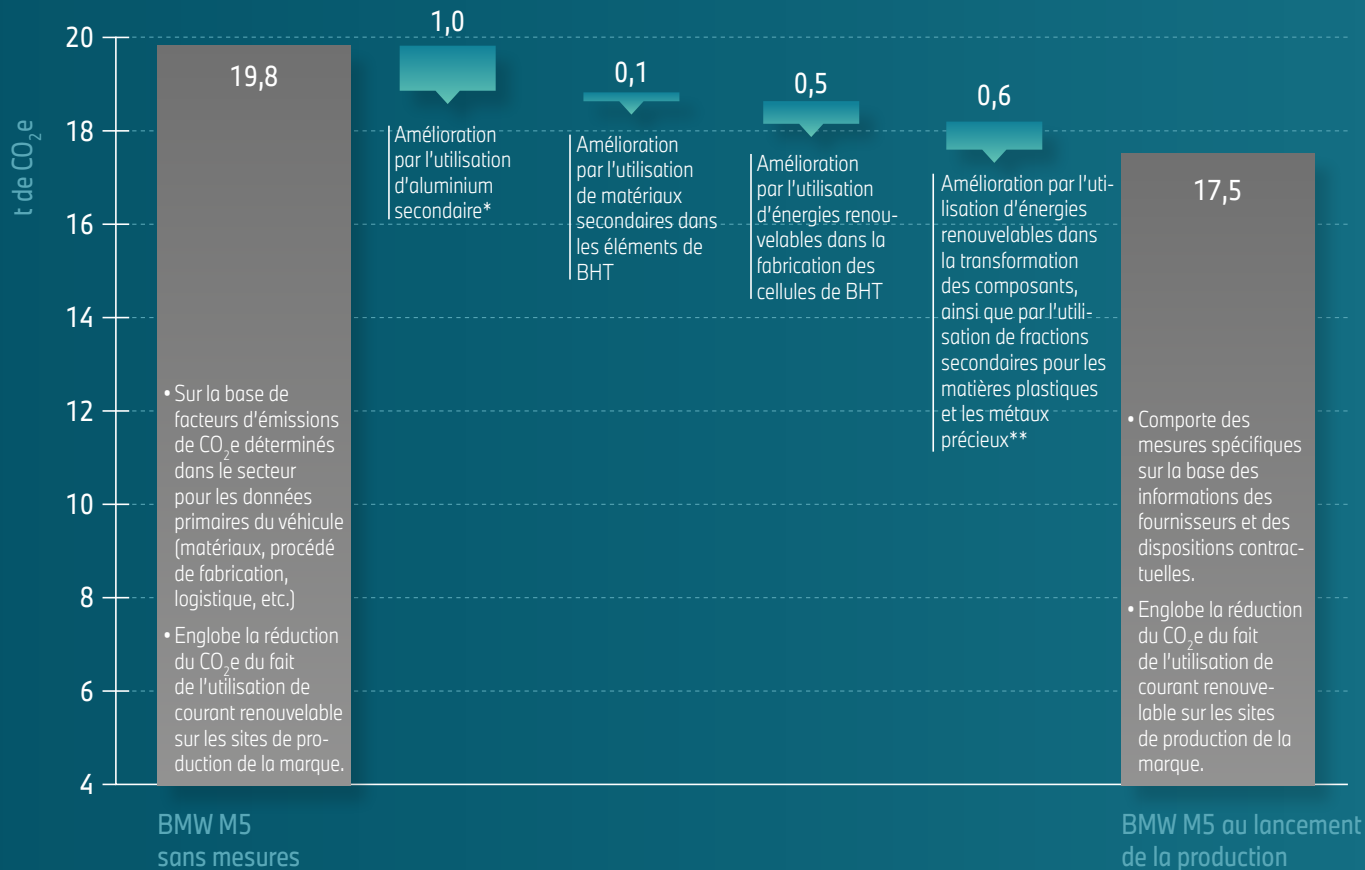 t de CO₂e
20
18
16
14
12
10
8
6
4
19,8
• Sur la base de
facteurs d'émissions
de CO₂e déterminés
dans le secteur
pour les données
primaires du véhicule
(matériaux, procédé
de fabrication,
logistique, etc.)
• Englobe la réduction
du CO₂e du fait
de l'utilisation de
courant renouvelable
sur les sites de pro-
duction de la marque.
BMW M5
sans mesures
1,0
Amélioration
par l'utilisation
d'aluminium
secondaire*
0,1
Amélioration
par l'utilisation
de matériaux
secondaires dans
les éléments de
BHT
0,5
Amélioration
par l'utilisation
d'énergies renou-
velables dans la
fabrication des
cellules de BHT
0,6
Amélioration par l'uti-
lisation d'énergies
renouvelables dans
la transformation
des composants,
ainsi que par l'utili-
sation de fractions
secondaires pour les
matières plastiques
et les métaux
précieux**
17,5
• Comporte des
mesures spécifiques
sur la base des
informations des
fournisseurs et des
dispositions contrac-
tuelles.
• Englobe la réduction
du CO₂e du fait
de l'utilisation de
courant renouve-
lable sur les sites
de production de la
marque.
BMW M5 au lancement
de la production